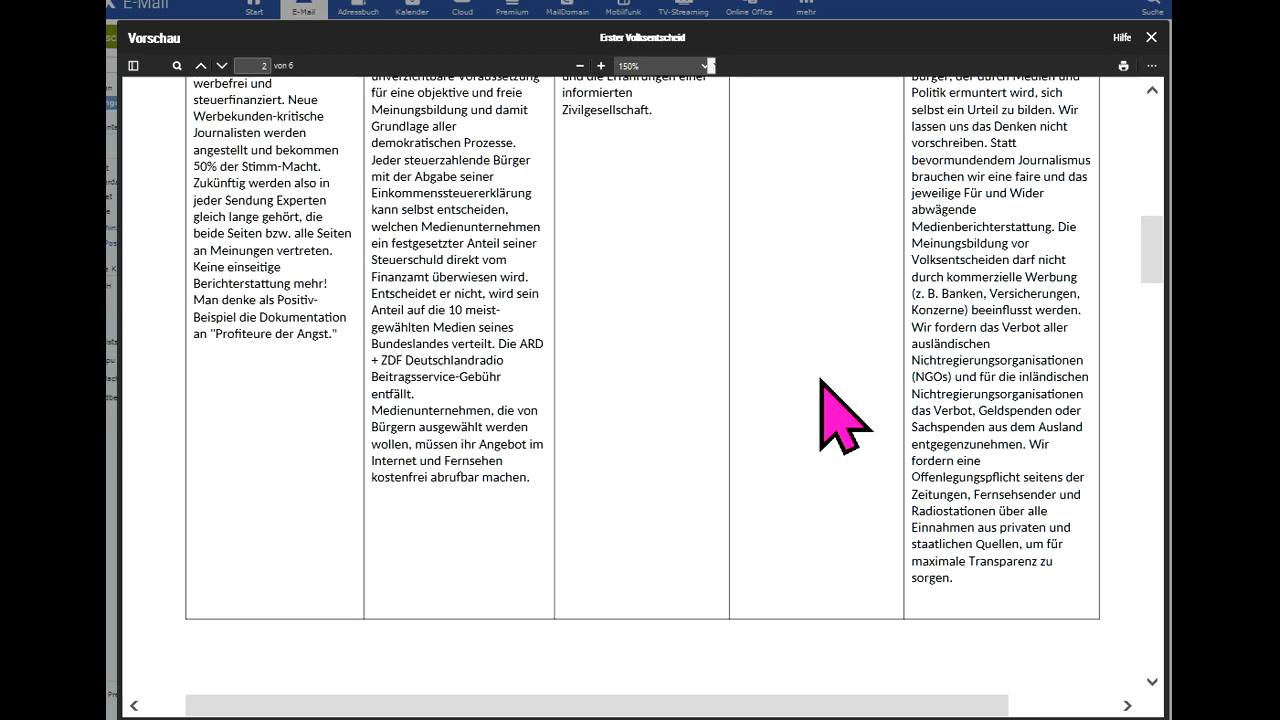 E-Mail
Start
E-Mail
Adressbuch
Kalender
Cloud
Premium
MailDomain
Mobilfunk
TV-Streaming
Online Office
mehr
Suche
Vorschau
Erster Volksentscheid
Hilfe
2 von 6
150%
werbefrei und
steuerfinanziert. Neue
Werbekunden-kritische
Journalisten werden
angestellt und bekommen
50% der Stimm-Macht.
Zukünftig werden also in
jeder Sendung Experten
gleich lange gehört, die
beide Seiten bzw. alle Seiten
an Meinungen vertreten.
Keine einseitige
Berichterstattung mehr!
Man denke als Positiv-
Beispiel die Dokumentation
an "Profiteure der Angst."
unverzichtbare Voraussetzung
für eine objektive und freie
Meinungsbildung und damit
Grundlage aller
demokratischen Prozesse.
Jeder steuerzahlende Bürger
mit der Abgabe seiner
Einkommenssteuererklärung
kann selbst entscheiden,
welchen Medienunternehmen
ein festgesetzter Anteil seiner
Steuerschuld direkt vom
Finanzamt überwiesen wird.
Entscheidet er nicht, wird sein
Anteil auf die 10 meist-
gewählten Medien seines
Bundeslandes verteilt. Die ARD
+ ZDF Deutschlandradio
Beitragsservice-Gebühr
entfällt.
Medienunternehmen, die von
Bürgern ausgewählt werden
wollen, müssen ihr Angebot im
Internet und Fernsehen
kostenfrei abrufbar machen.
und die Erfahrungen einer
informierten
Zivilgesellschaft.
Bürger, der durch Medien und
Politik ermuntert wird, sich
selbst ein Urteil zu bilden. Wir
lassen uns das Denken nicht
vorschreiben. Statt
bevormundendem Journalismus
brauchen wir eine faire und das
jeweilige Für und Wider
abwägende
Medienberichterstattung. Die
Meinungsbildung vor
Volksentscheiden darf nicht
durch kommerzielle Werbung
(z. B. Banken, Versicherungen,
Konzerne) beeinflusst werden.
Wir fordern das Verbot aller
ausländischen
Nichtregierungsorganisationen
(NGOs) und für die inländischen
Nichtregierungsorganisationen
das Verbot, Geldspenden oder
Sachspenden aus dem Ausland
entgegenzunehmen. Wir
fordern eine
Offenlegungspflicht seitens der
Zeitungen, Fernsehsender und
Radiostationen über alle
Einnahmen aus privaten und
staatlichen Quellen, um für
maximale Transparenz zu
sorgen.